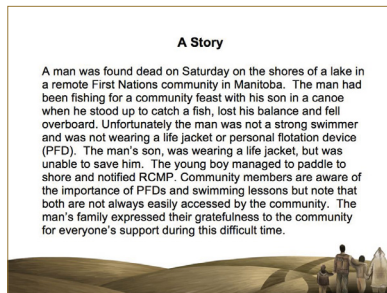 A Story
A man was found dead on Saturday on the shores of a lake in
a remote First Nations community in Manitoba. The man had
been fishing for a community feast with his son in a canoe
when he stood up to catch a fish, lost his balance and fell
overboard. Unfortunately the man was not a strong swimmer
and was not wearing a life jacket or personal flotation device
(PFD). The man's son, was wearing a life jacket, but was
unable to save him. The young boy managed to paddle to
shore and notified RCMP. Community members are aware of
the importance of PFDs and swimming lessons but note that
both are not always easily accessed by the community. The
man's family expressed their gratefulness to the community
for everyone's support during this difficult time.